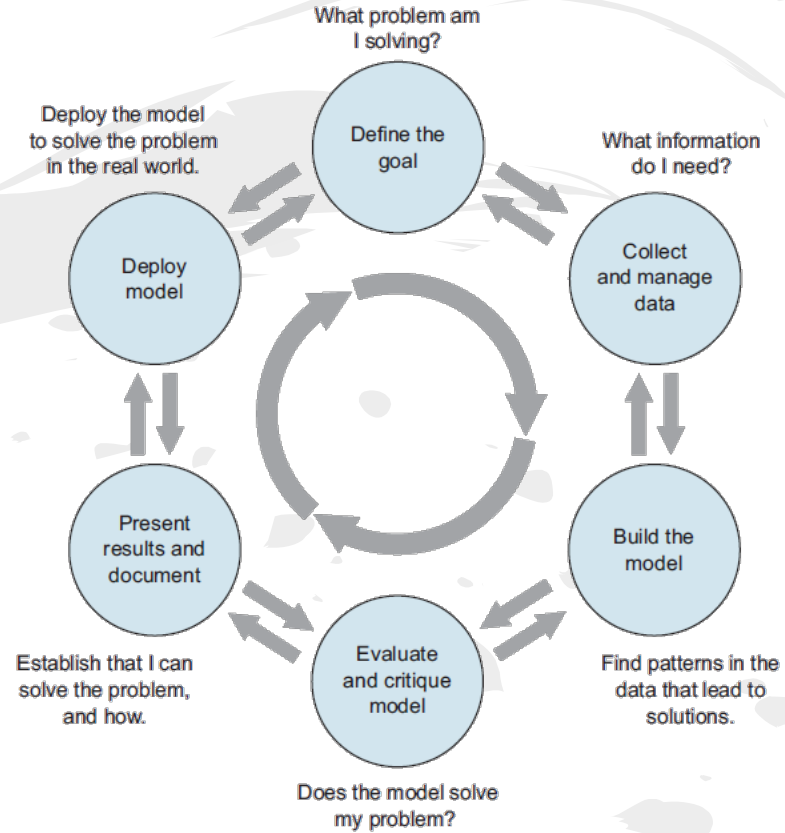 What problem am
I solving?
Define the
goal
What information
do I need?
Collect
and manage
data
Build the
model
Find patterns in the
data that lead to
solutions.
Evaluate
and critique
model
Does the model solve
my problem?
Present
results and
document
Establish that I can
solve the problem,
and how.
Deploy the model
to solve the problem
in the real world.
Deploy
model